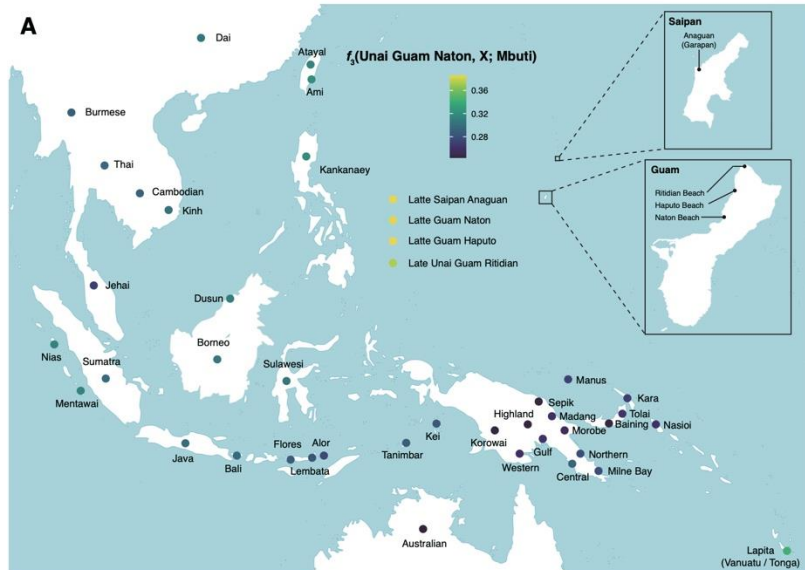 A
Dai
Atayal
Ami
f3(Unai Guam Naton, X; Mbuti)
0.36
0.28
Saipan
Anaguan
(Garapan)
Burmese
Thai
Cambodian
Kinh
Kankanaey
Guam
Ritidian Beach
Haputo Beach
Naton Beach
Latte Saipan Anaguan
Latte Guam Naton
Latte Guam Haputo
Late Unai Guam Ritidian
Jehai
Dusun
Borneo
Sulawesi
Nias
Sumatra
Mentawai
Java
Bali
Flores
Alor
Lembata
Kei
Tanimbar
Manus
Kara
Sepik
Tolai
Madang
Highland
Baining
Nasioi
Korowai
Morobe
Gulf
Western
Northern
Central
Milne Bay
Australian
Lapita
(Vanuatu / Tonga)